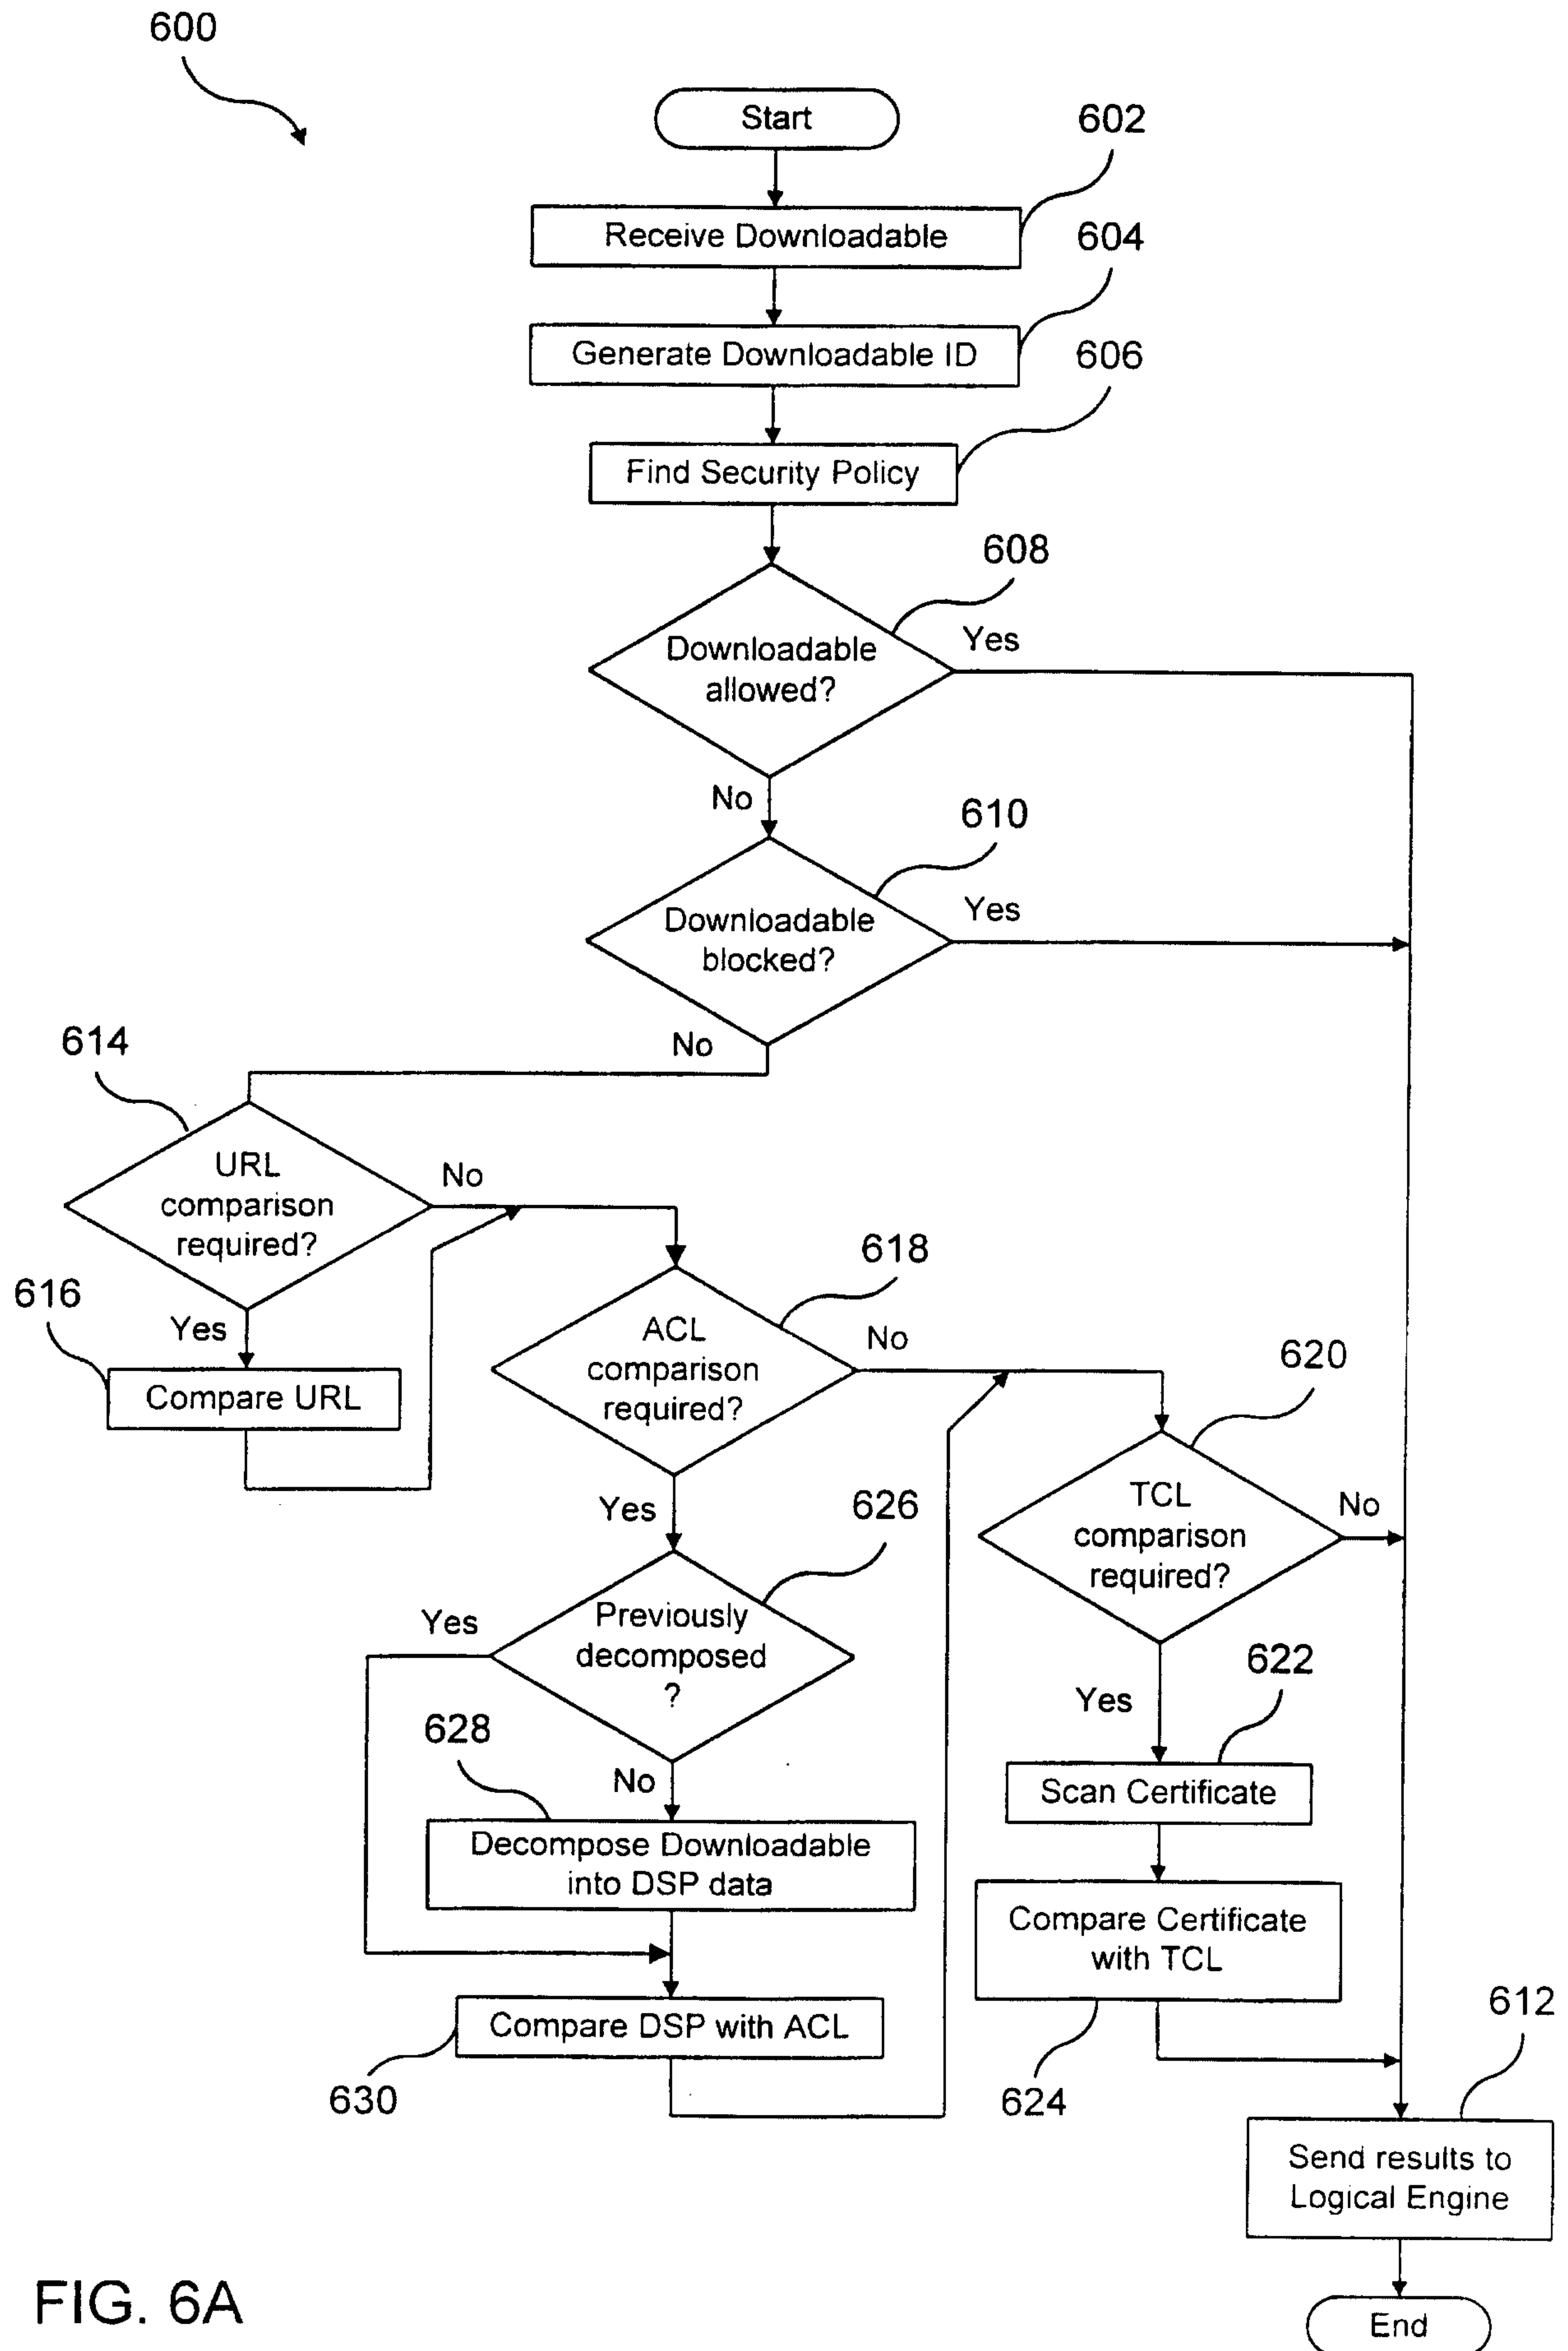 600
Start
602
Receive Downloadable
604
Generate Downloadable ID
606
Find Security Policy
608
Downloadable
allowed?
Yes
No
610
Downloadable
blocked?
Yes
No
614
URL
comparison
required?
No
Yes
616
Compare URL
618
ACL
comparison
required?
No
Yes
620
TCL
comparison
required?
No
Yes
626
Previously
decomposed
?
Yes
No
622
Scan Certificate
628
Decompose Downloadable
into DSP data
Compare Certificate
with TCL
624
Compare DSP with ACL
630
612
Send results to
Logical Engine
End
FIG. 6A